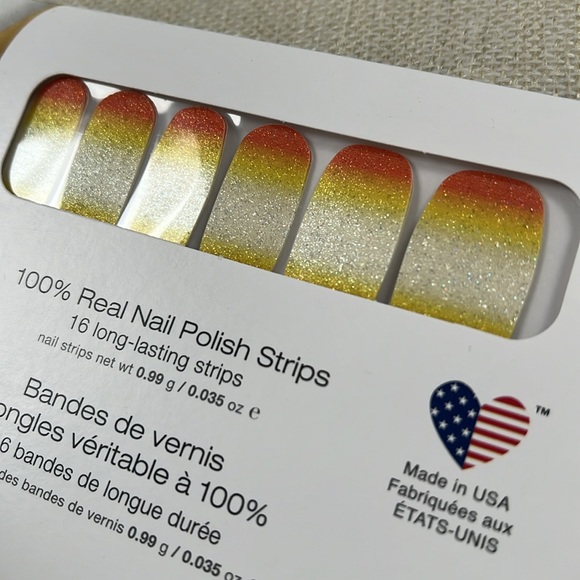 100% Real Nail Polish Strips
16 long-lasting strips
nail strips net wt 0.99 g / 0.035 oz e
Bandes de vernis
ongles véritable à 100%
6 bandes de longue durée
des bandes de vernis 0.99 g / 0.035 oz
TM
Made in USA
Fabriquées aux
ÉTATS-UNIS